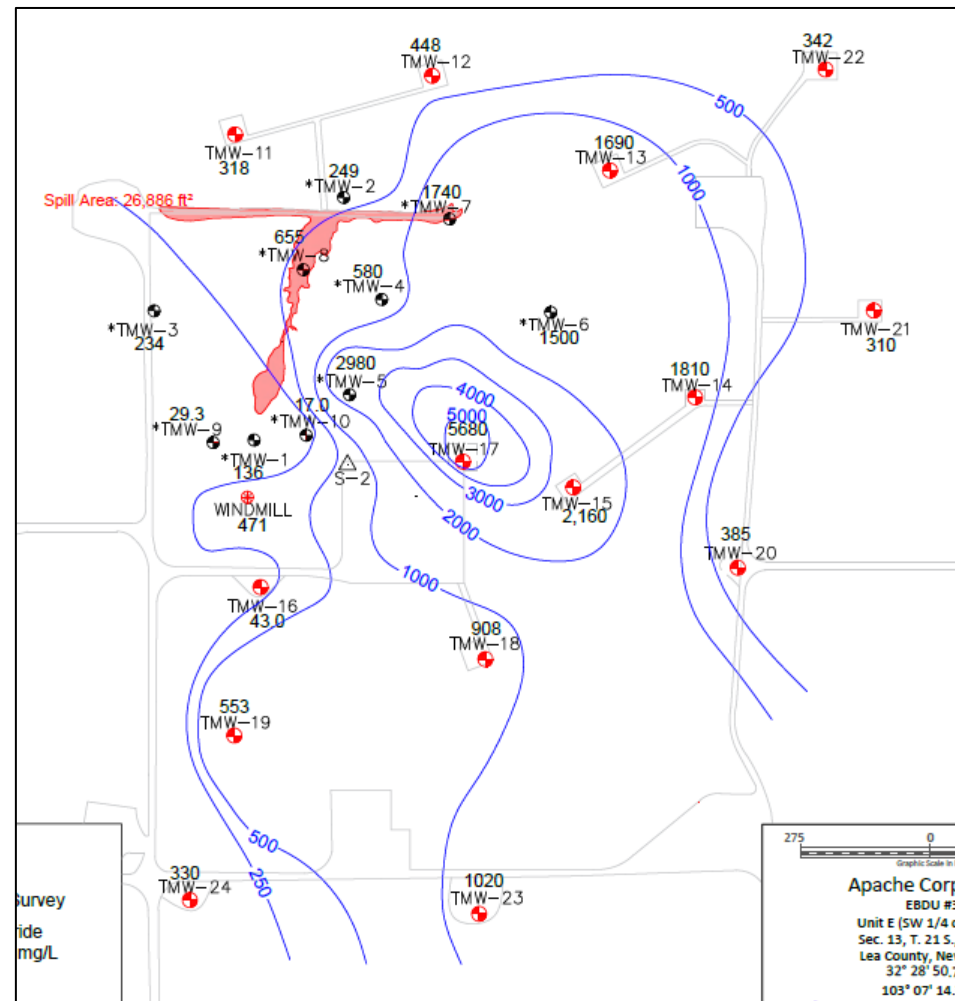 448
TMW-12
342
TMW-22
500
TMW-11
318
1690
TMW-13
249
*TMW-2
1000
Spill Area: 26,886 ft²
1740
*TMW-7
655
*TMW-8
580
*TMW-4
*TMW-3
234
*TMW-6
1500
TMW-21
310
2980
*TMW-5
4000
1810
TMW-14
5000
5680
TMW-17
17.0
*TMW-10
29.3
*TMW-9
*TMW-1
136
S-2
3000
TMW-15
2,160
WINDMILL
471
2000
385
TMW-20
1000
TMW-16
43.0
908
TMW-18
553
TMW-19
500
250
330
TMW-24
1020
TMW-23
275
0
Graphic Scale in
Apache Corp
EBDU #3
Unit E (SW 1/4
Sec. 13, T. 21 S.,
Lea County, Ne
32° 28' 50.
103° 07' 14.
Survey
ride
mg/L